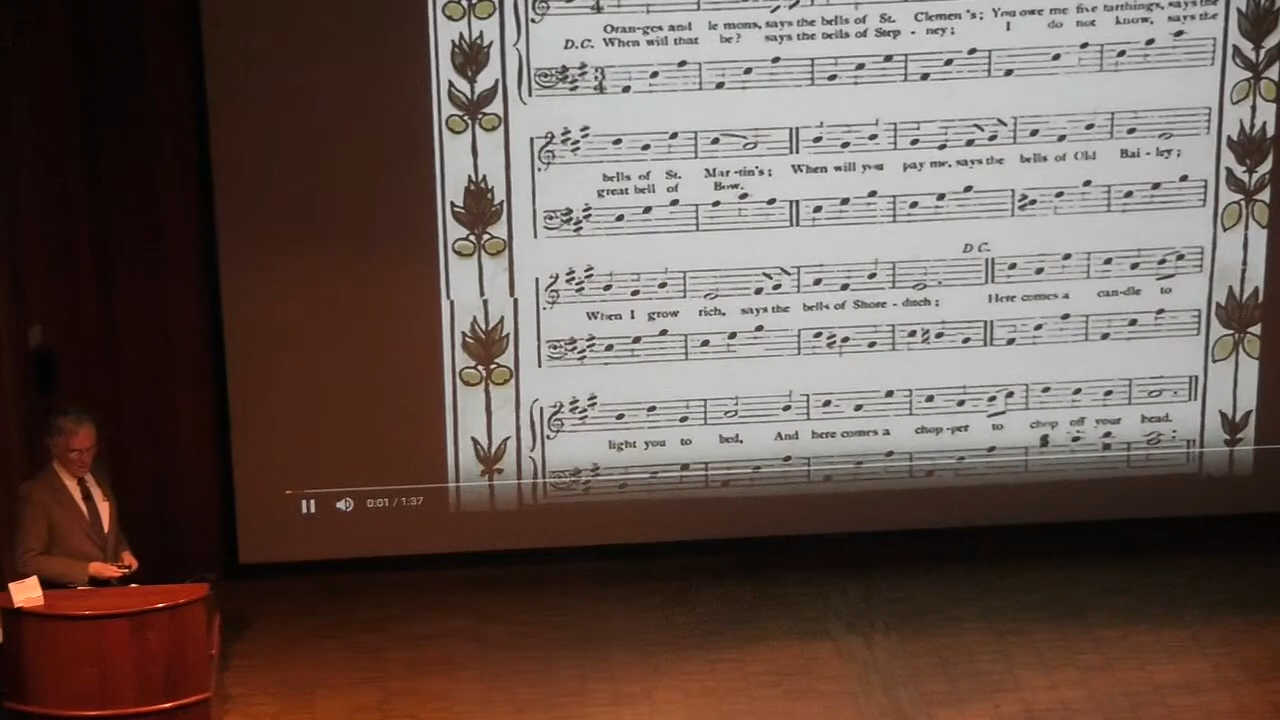 Oran-ges and le mons, says the bells of St. Clemen's; You owe me five farthings, says the
D.C. When will that be? says the bells of Step - ney; I do not know, says the
bells of St. Mar-tin's; When will you pay me, says the bells of Old Bai - ley;
great bell of Bow.
D C.
When I grow rich, says the bells of Shore - ditch; Here comes a can-dle to
light you to bed, And here comes a chop-per to chop off your head.
0:01 / 1:37